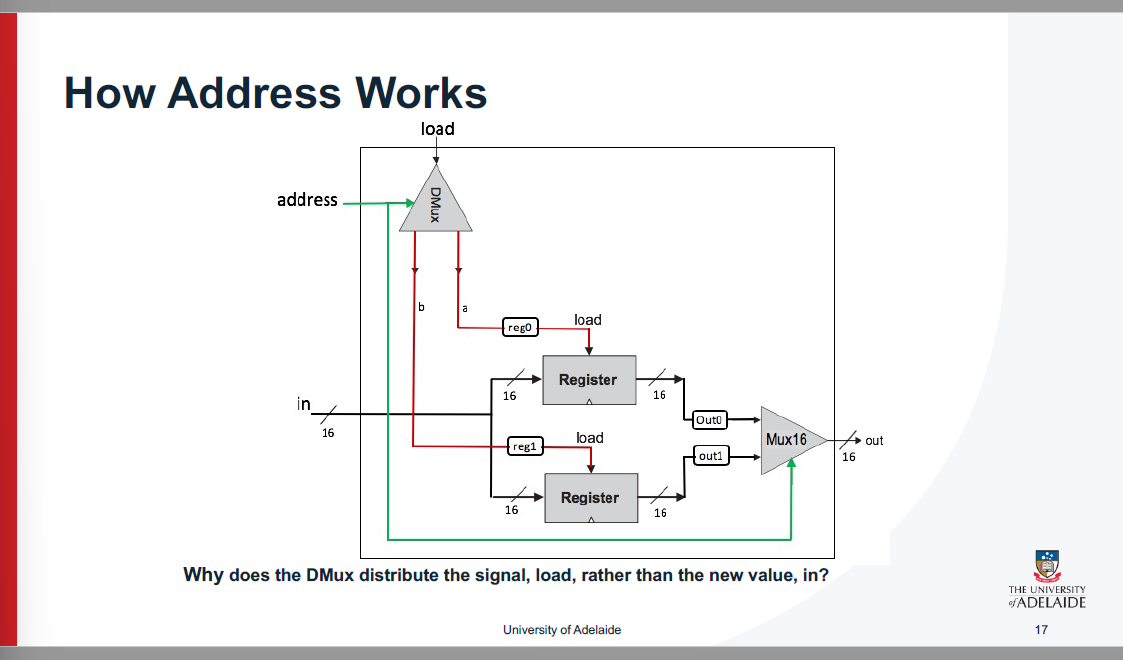 How Address Works
load
address
DMux
b
a
reg0
load
Register
16
16
in
16
Out0
Mux16
out
16
reg1
load
out1
Register
16
16
Why does the DMux distribute the signal, load, rather than the new value, in?
THE UNIVERSITY
of ADELAIDE
University of Adelaide
17